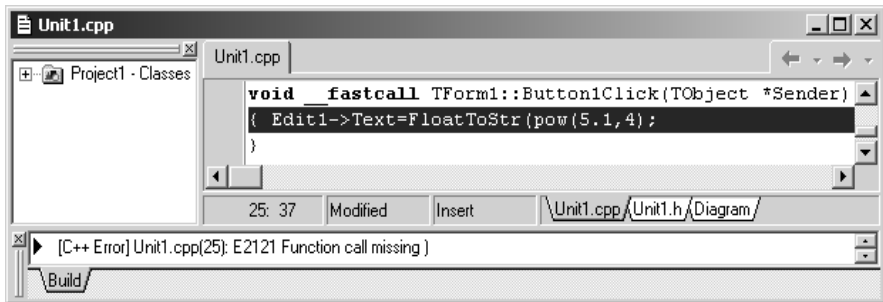 Unit1.cpp
Project1 - Classes
Unit1.cpp
void __fastcall TForm1::Button1Click(TObject *Sender)
{ Edit1->Text=FloatToStr(pow(5.1,4);
}
25: 37 Modified Insert Unit1.cpp Unit1.h Diagram
[C++ Error] Unit1.cpp(25): E2121 Function call missing )
Build